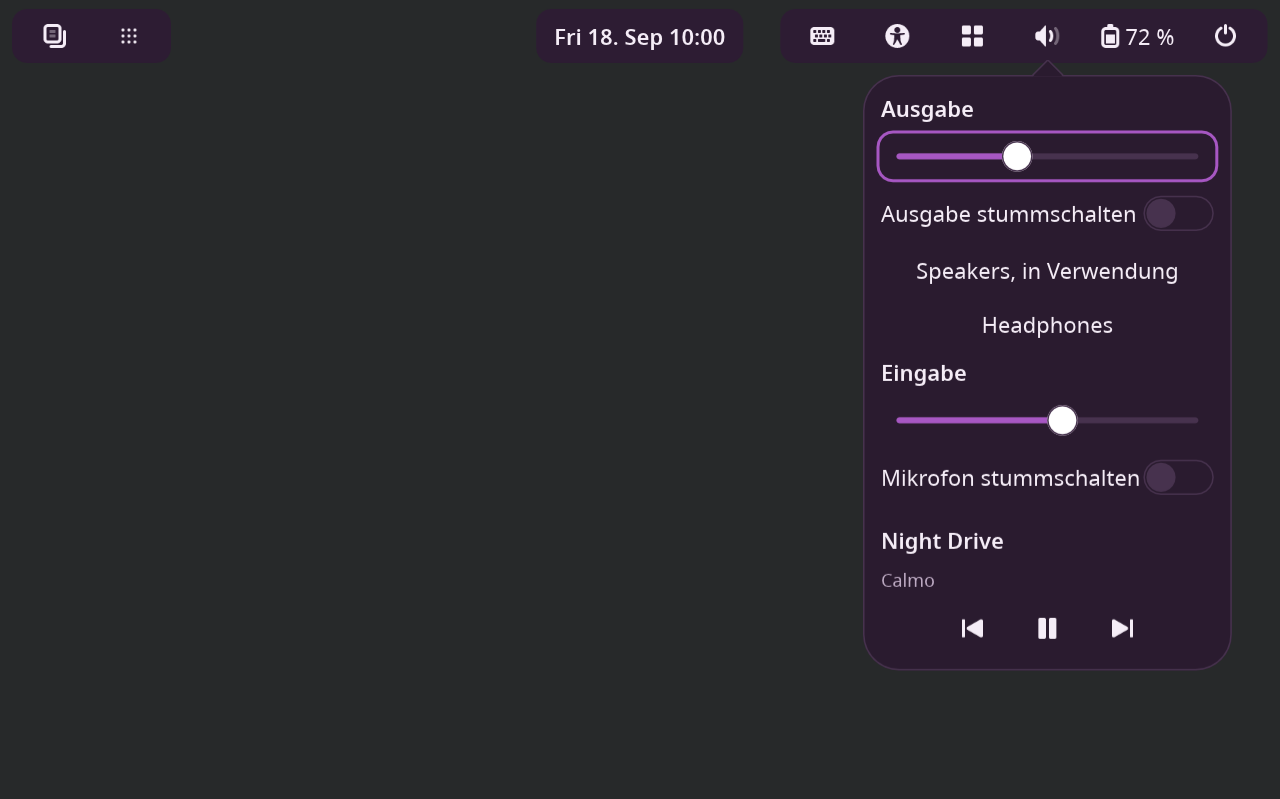 Fri 18. Sep 10:00
72 %
Ausgabe
Ausgabe stummschalten
Speakers, in Verwendung
Headphones
Eingabe
Mikrofon stummschalten
Night Drive
Calmo